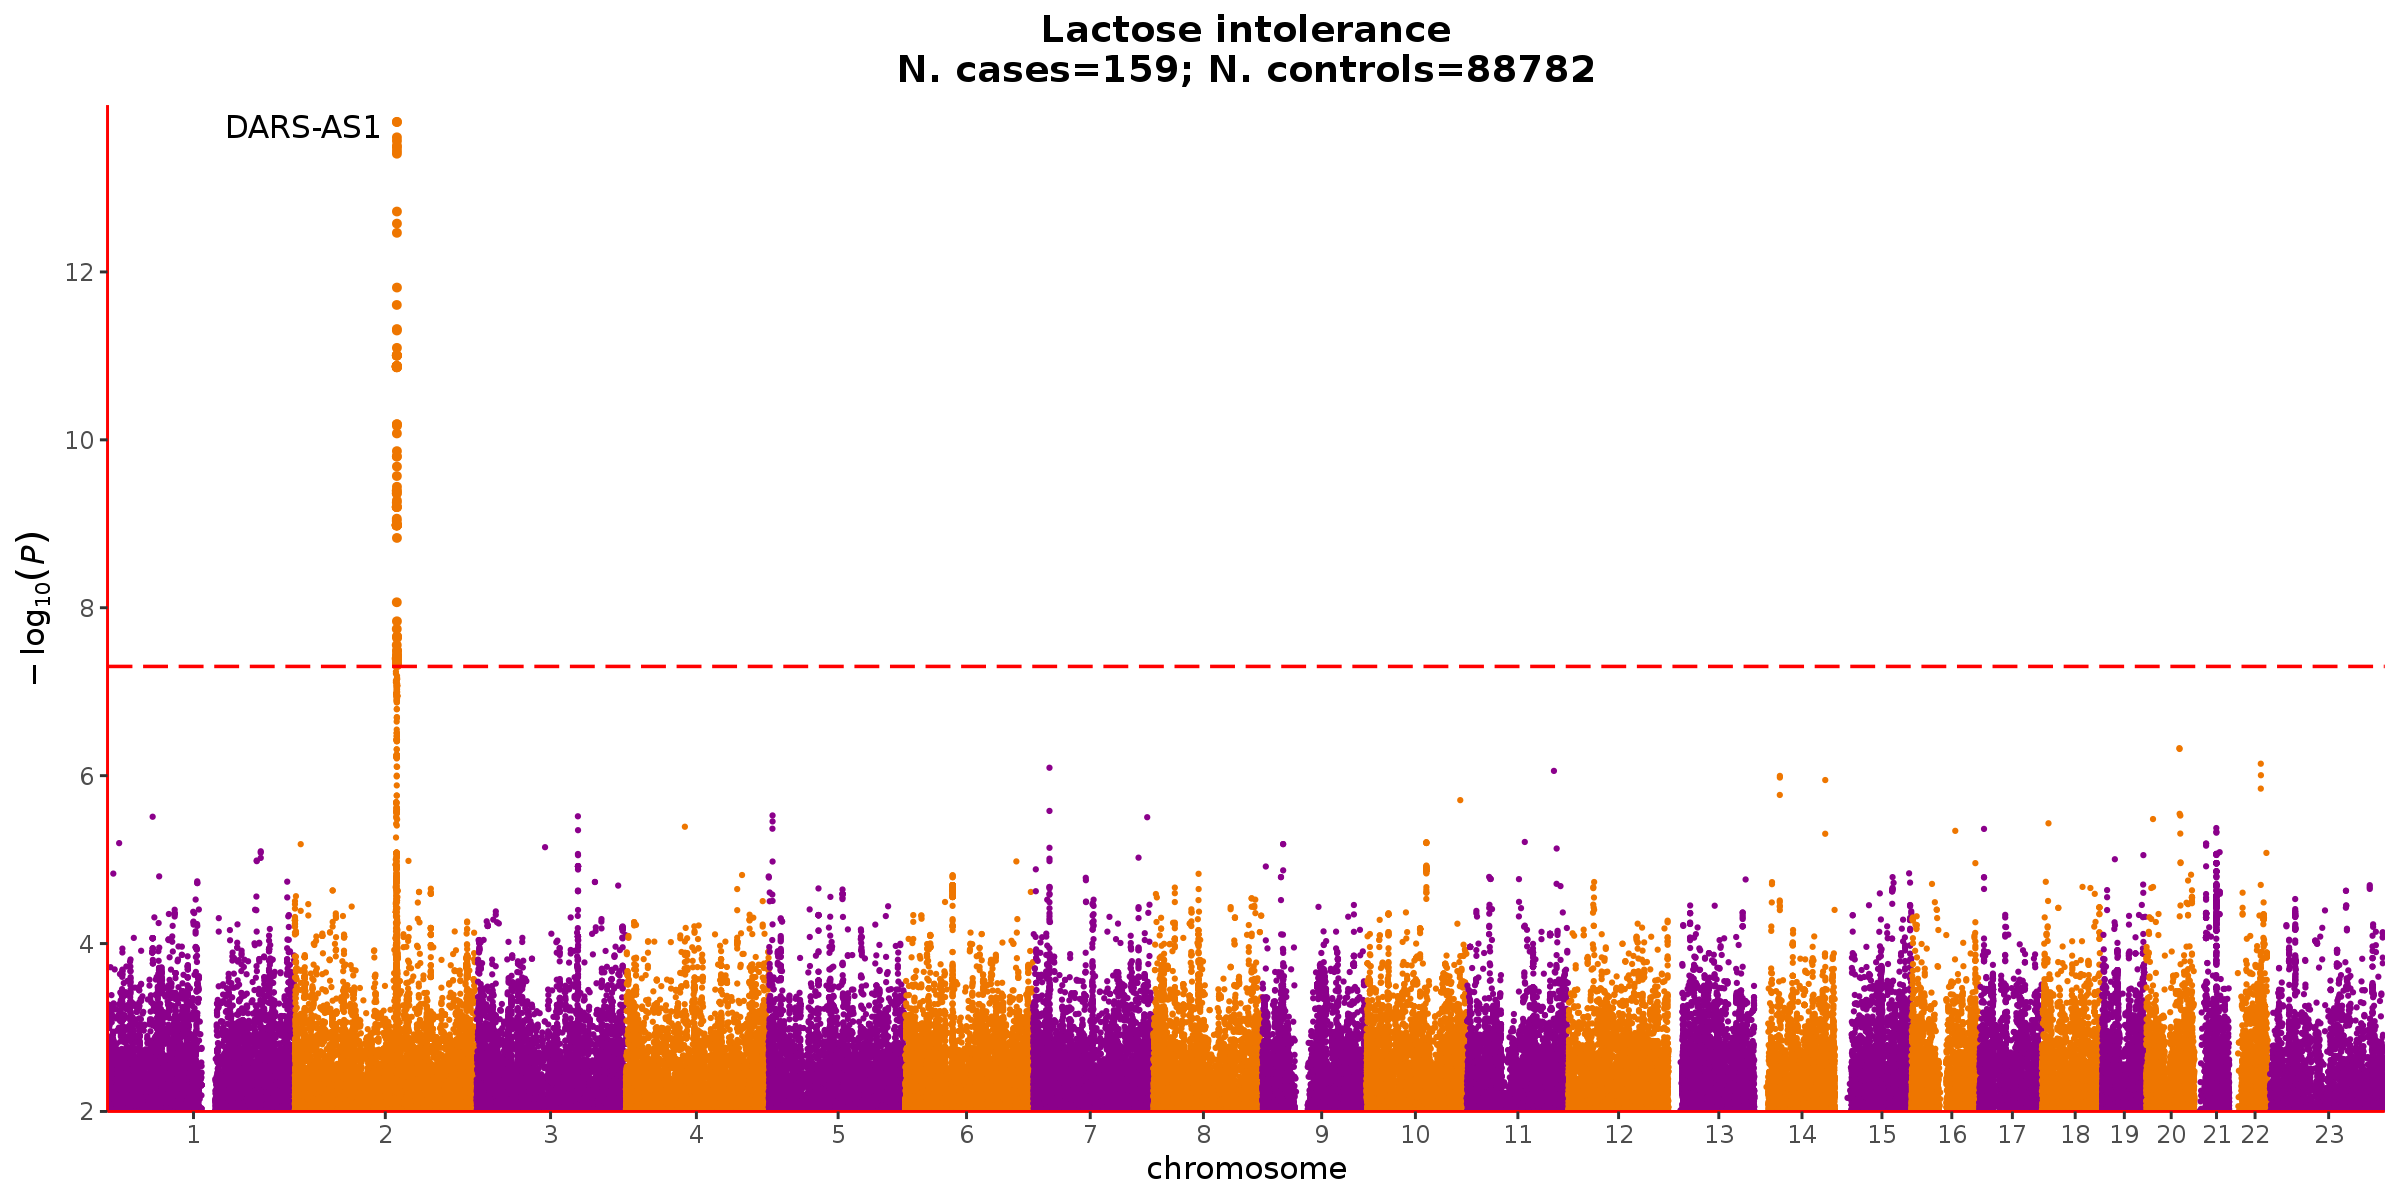 Lactose intolerance
N. cases=159; N. controls=88782
DARS-AS1
12
10
8
6
4
2
−log10(P)
1 2 3 4 5 6 7 8 9 10 11 12 13 14 15 16 17 18 19 20 21 22 23
chromosome